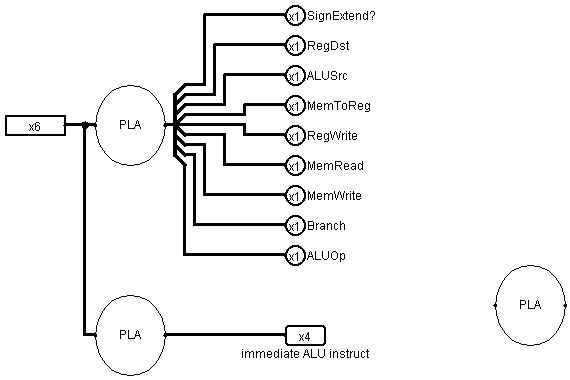 x1 SignExtend?
x1 RegDst
x1 ALUSrc
x1 MemToReg
PLA
x6
x1 RegWrite
x1 MemRead
x1 MemWrite
x1 Branch
x1 ALUOp
PLA
PLA
x4
immediate ALU instruct